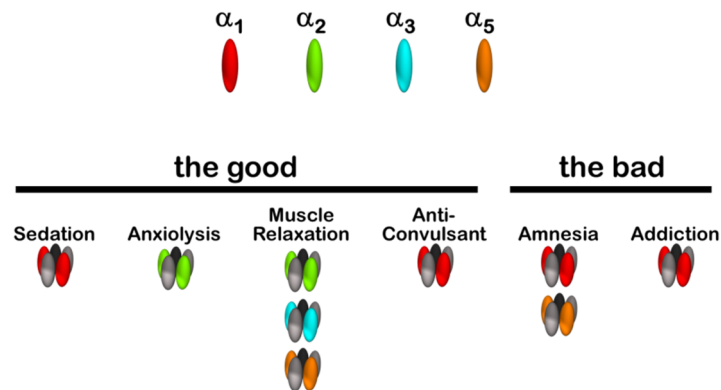 α1 α2 α3 α5
the good the bad
Sedation Anxiolysis Muscle Relaxation Anti-Convulsant Amnesia Addiction